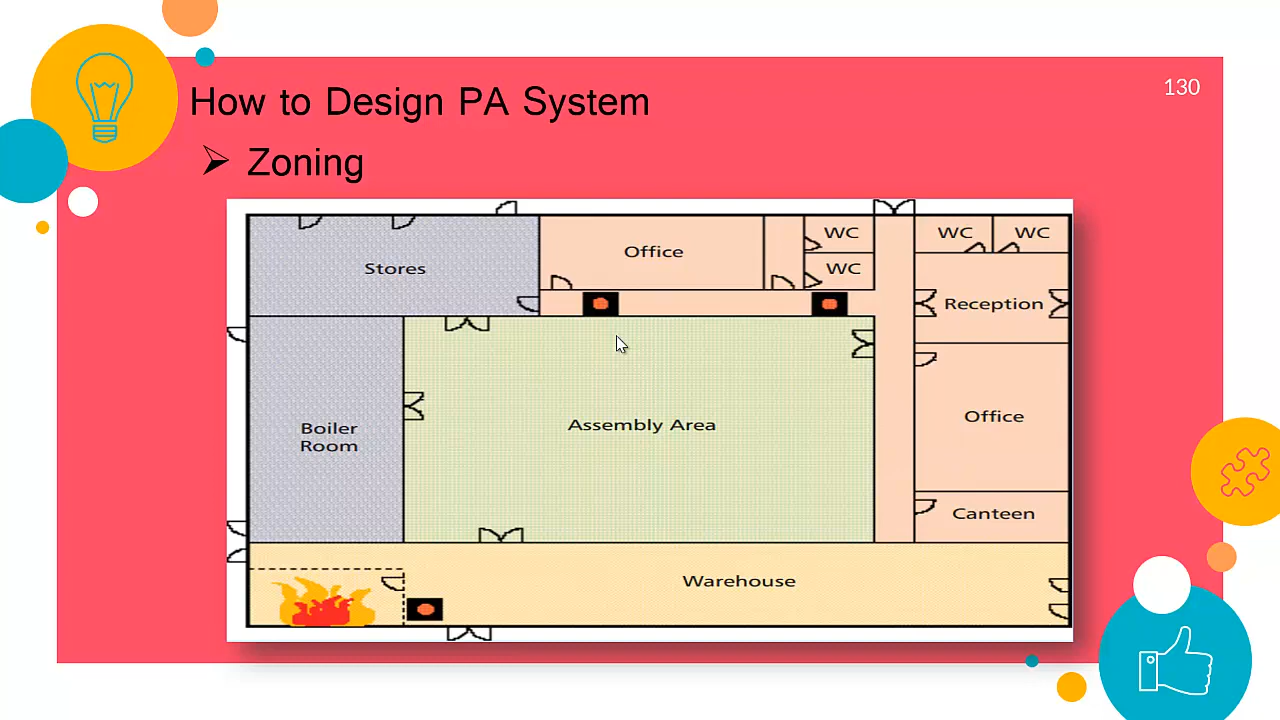 130
How to Design PA System
➢ Zoning
Stores
Office
WC
WC
WC
WC
Reception
Office
Boiler
Room
Assembly Area
Canteen
Warehouse